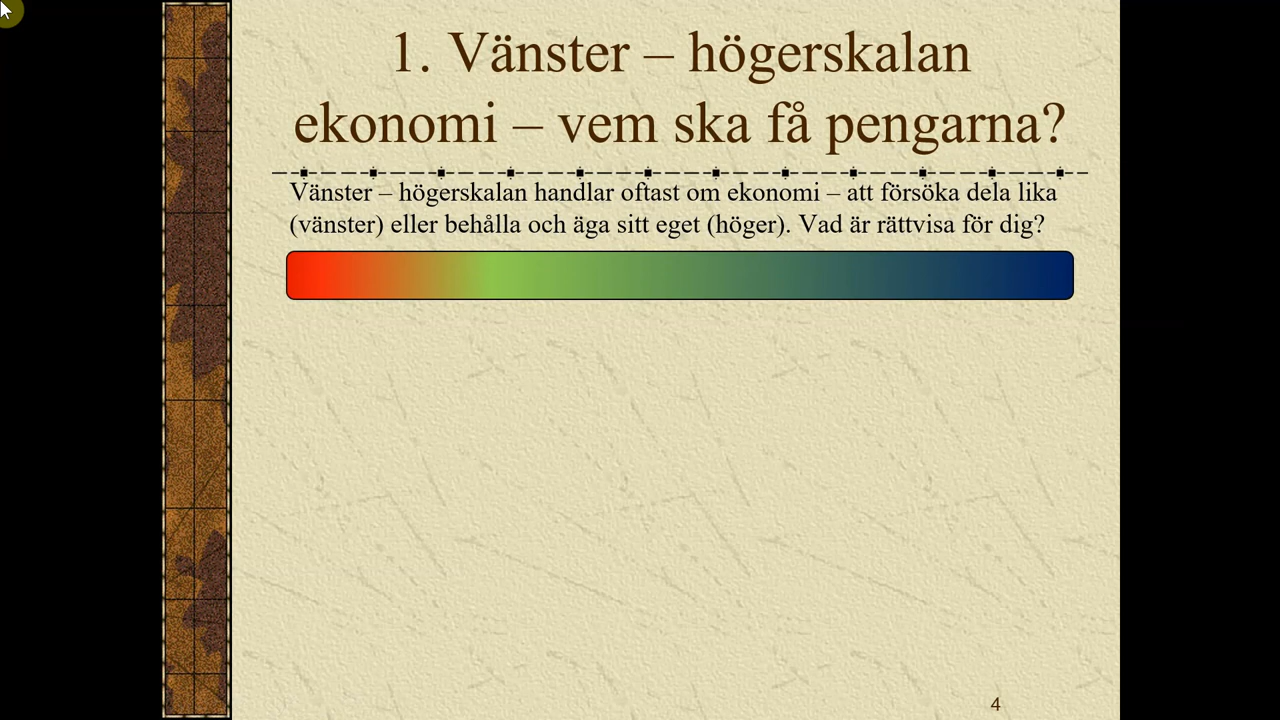 1. Vänster – högerskalan
ekonomi – vem ska få pengarna?
Vänster – högerskalan handlar oftast om ekonomi – att försöka dela lika
(vänster) eller behålla och äga sitt eget (höger). Vad är rättvisa för dig?
4